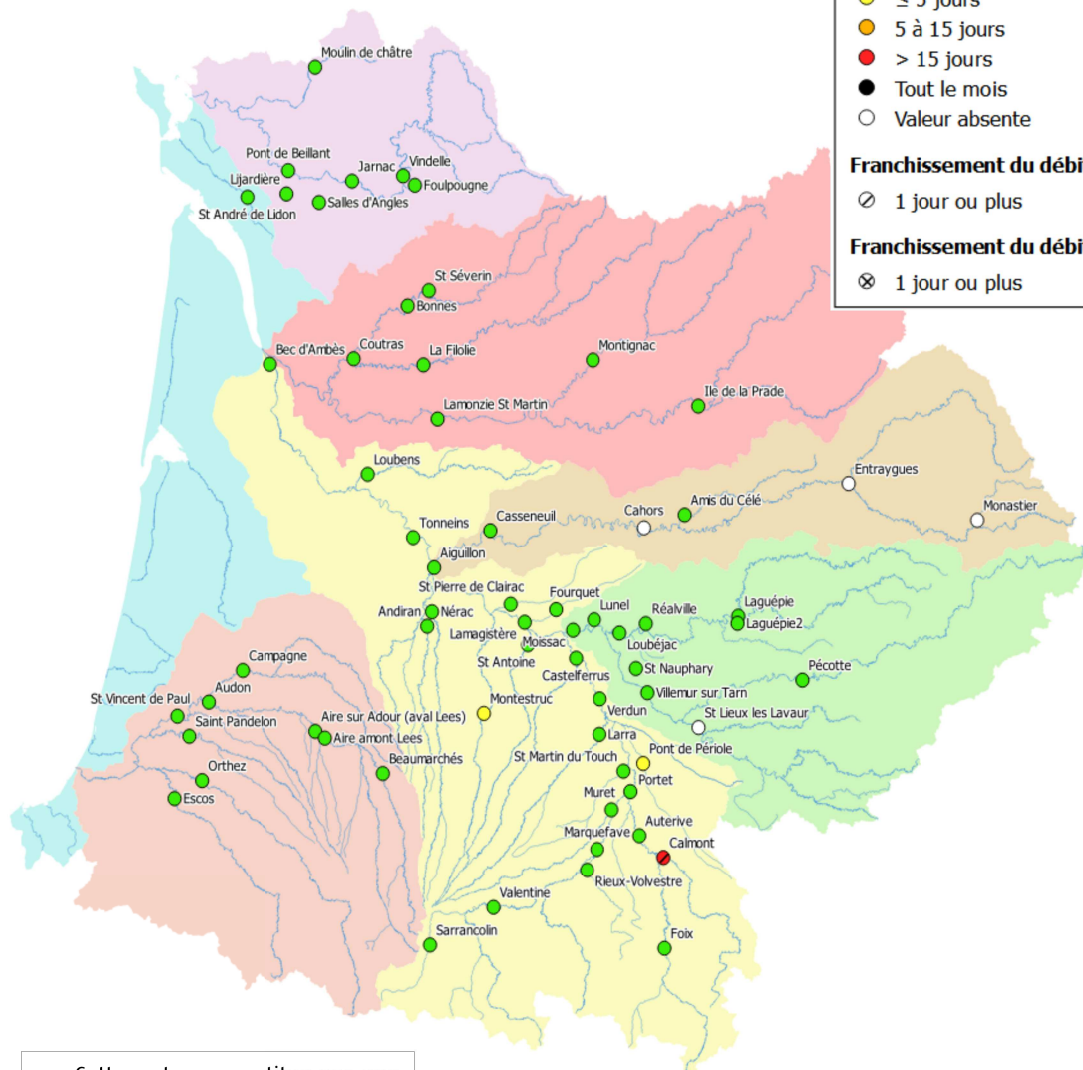 ≤ 5 jours
5 à 15 jours
> 15 jours
Tout le mois
Valeur absente
Franchissement du débi
1 jour ou plus
Franchissement du débi
1 jour ou plus
Moulin de châtre
Pont de Beillant
Jarnac
Vindelle
Lijardière
Foulpougne
Salles d'Angles
St André de Lidon
St Séverin
Bonnes
Bec d'Ambès
Coutras
La Filolie
Montignac
Ile de la Prade
Lamonzie St Martin
Loubens
Entraygues
Tonneins
Casseneuil
Cahors
Amis du Célé
Monastier
Aiguillon
St Pierre de Clairac
Fourquet
Andiran
Nérac
Lunel
Réalville
Laguépie
Laguépie2
Lamagistère
Moissac
Loubéjac
St Antoine
Castelferrus
St Nauphary
Pécotte
Campagne
Audon
St Vincent de Paul
Saint Pandelon
Montestruc
Villemur sur Tarn
Verdun
St Lieux les Lavaur
Aire sur Adour (aval Lees)
Aire amont Lees
Larra
Pont de Périole
St Martin du Touch
Beaumarchés
Orthez
Escos
Portet
Muret
Auterive
Marquefave
Calmont
Rieux-Volvestre
Valentine
Sarrancolin
Foix